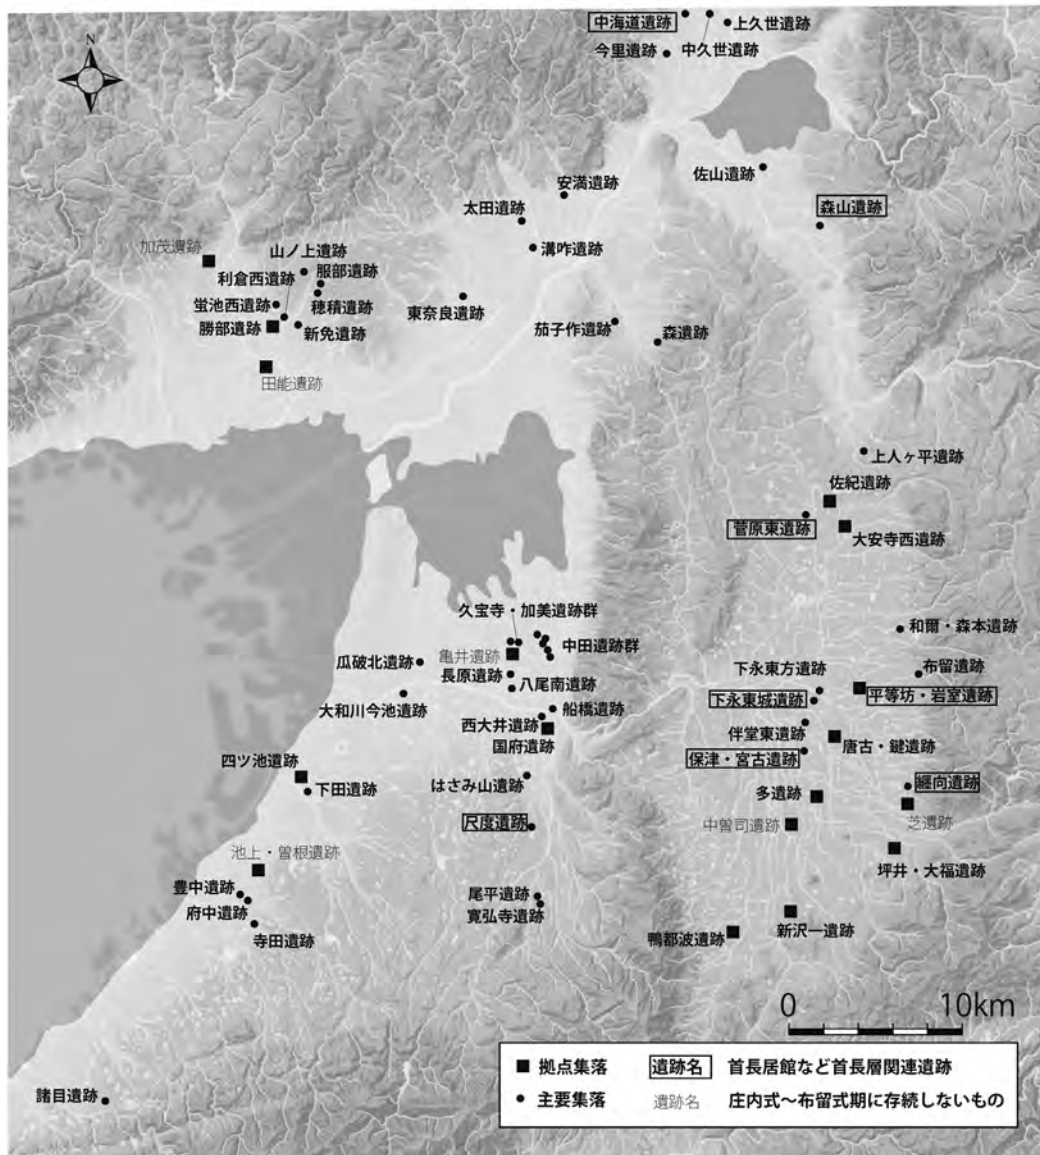 中海道遺跡
上久世遺跡
今里遺跡
中久世遺跡
N
佐山遺跡
安満遺跡
太田遺跡
森山遺跡
溝咋遺跡
加茂遺跡
山ノ上遺跡
利倉西遺跡
服部遺跡
穂積遺跡
蛍池西遺跡
勝部遺跡
新免遺跡
東奈良遺跡
茄子作遺跡
森遺跡
田能遺跡
上人ヶ平遺跡
佐紀遺跡
菅原東遺跡
大安寺西遺跡
久宝寺・加美遺跡群
和爾・森本遺跡
中田遺跡群
亀井遺跡
瓜破北遺跡
長原遺跡
下永東方遺跡
布留遺跡
八尾南遺跡
平等坊・岩室遺跡
下永東城遺跡
大和川今池遺跡
船橋遺跡
西大井遺跡
伴堂東遺跡
国府遺跡
唐古・鍵遺跡
四ツ池遺跡
保津・宮古遺跡
はさみ山遺跡
纒向遺跡
下田遺跡
多遺跡
尺度遺跡
中曽司遺跡
芝遺跡
池上・曽根遺跡
坪井・大福遺跡
豊中遺跡
尾平遺跡
府中遺跡
寛弘寺遺跡
寺田遺跡
新沢一遺跡
鴨都波遺跡
0 10km
拠点集落 遺跡名 首長居館など首長層関連遺跡
主要集落 遺跡名 庄内式～布留式期に存続しないもの
諸目遺跡